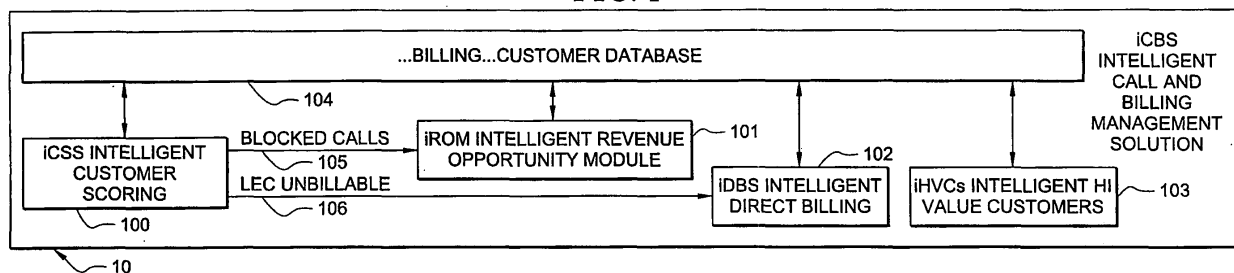 ...BILLING...CUSTOMER DATABASE
iCBS
INTELLIGENT
CALL AND
BILLING
MANAGEMENT
SOLUTION
104
iCSS INTELLIGENT
CUSTOMER
SCORING
100
BLOCKED CALLS
105
LEC UNBILLABLE
106
iROM INTELLIGENT REVENUE
OPPORTUNITY MODULE
101
102
iDBS INTELLIGENT
DIRECT BILLING
iHVCs INTELLIGENT HI
VALUE CUSTOMERS
103
10